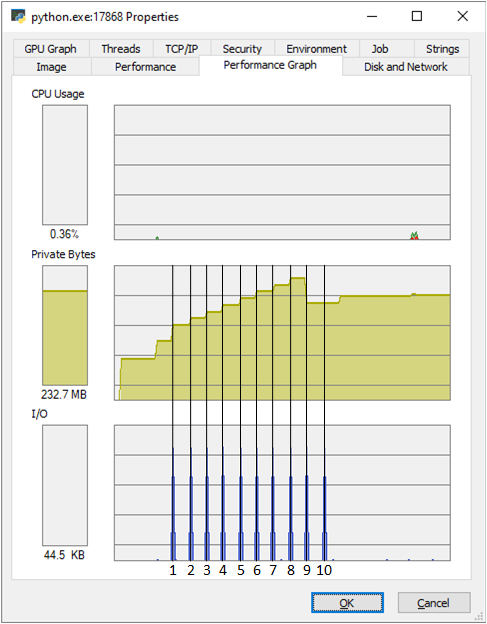 python.exe:17868 Properties
GPU Graph Threads TCP/IP Security Environment Job Strings
Image Performance Performance Graph Disk and Network
CPU Usage
0.36%
Private Bytes
232.7 MB
I/O
44.5 KB
1 2 3 4 5 6 7 8 9 10
OK Cancel